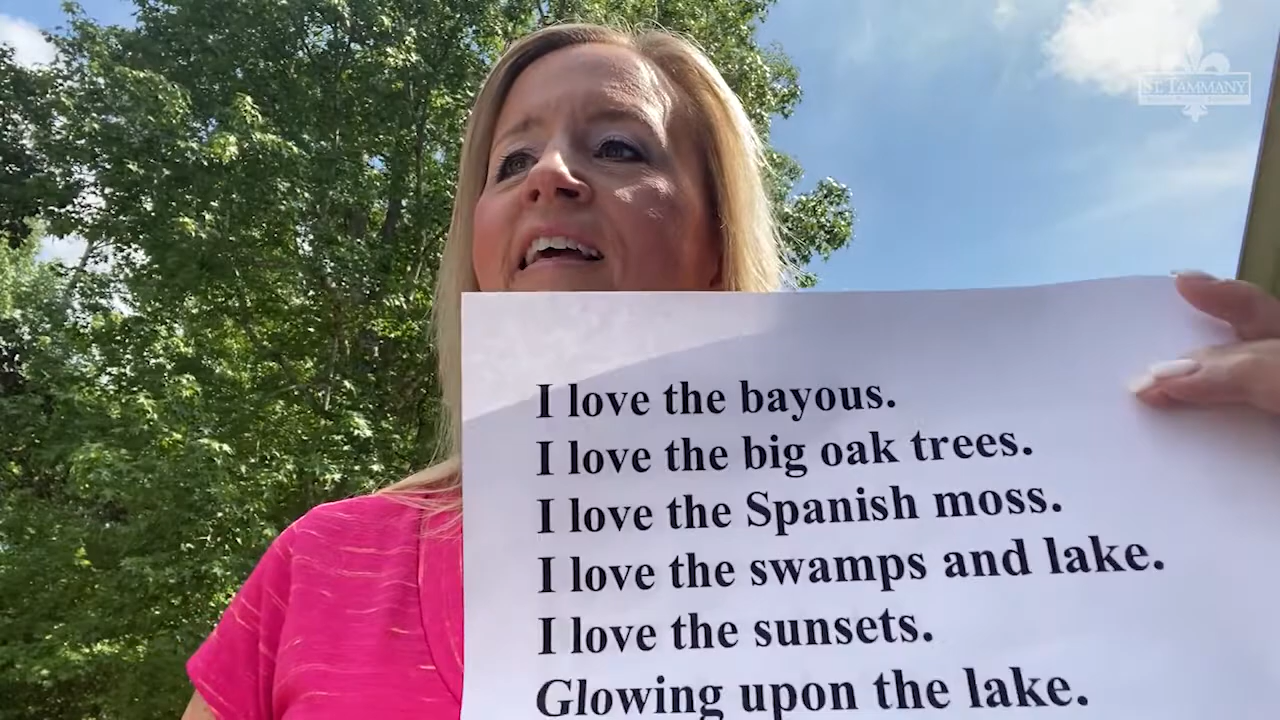 ST. TAMMANY
I love the bayous.
I love the big oak trees.
I love the Spanish moss.
I love the swamps and lake.
I love the sunsets.
Glowing upon the lake.